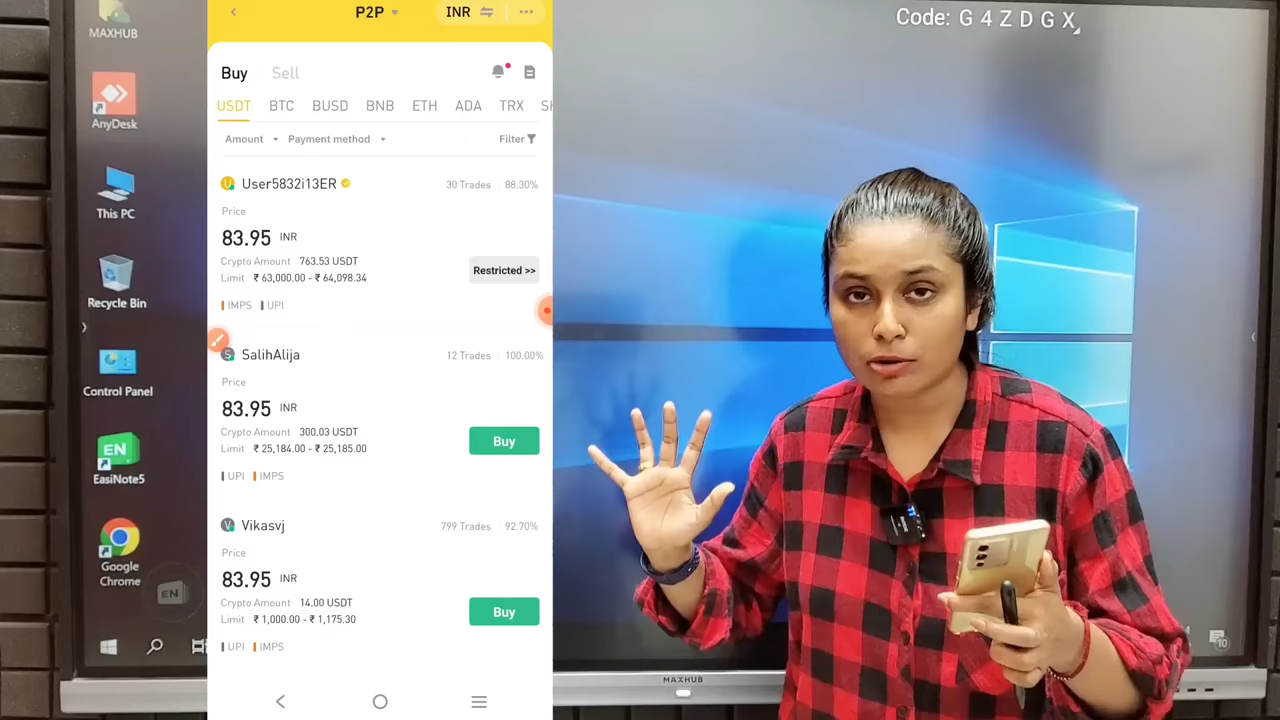 MAXHUB
AnyDesk
This PC
Recycle Bin
Control Panel
EN
EasiNote5
Google
Chrome
EN
P2P
INR
Buy
Sell
USDT BTC BUSD BNB ETH ADA TRX SH
Amount Payment method Filter
U User5832i13ER 30 Trades 88.30%
Price
83.95 INR
Crypto Amount 763.53 USDT
Limit ₹ 63,000.00 - ₹ 64,098.34
Restricted >>
IMPS UPI
S SalihAlija 12 Trades 100.00%
Price
83.95 INR
Crypto Amount 300.03 USDT
Limit ₹ 25,184.00 - ₹ 25,185.00
Buy
UPI IMPS
V Vikasvj 799 Trades 92.70%
Price
83.95 INR
Crypto Amount 14.00 USDT
Limit ₹ 1,000.00 - ₹ 1,175.30
Buy
UPI IMPS
Code: G 4 Z D G X
MAXHUB
10